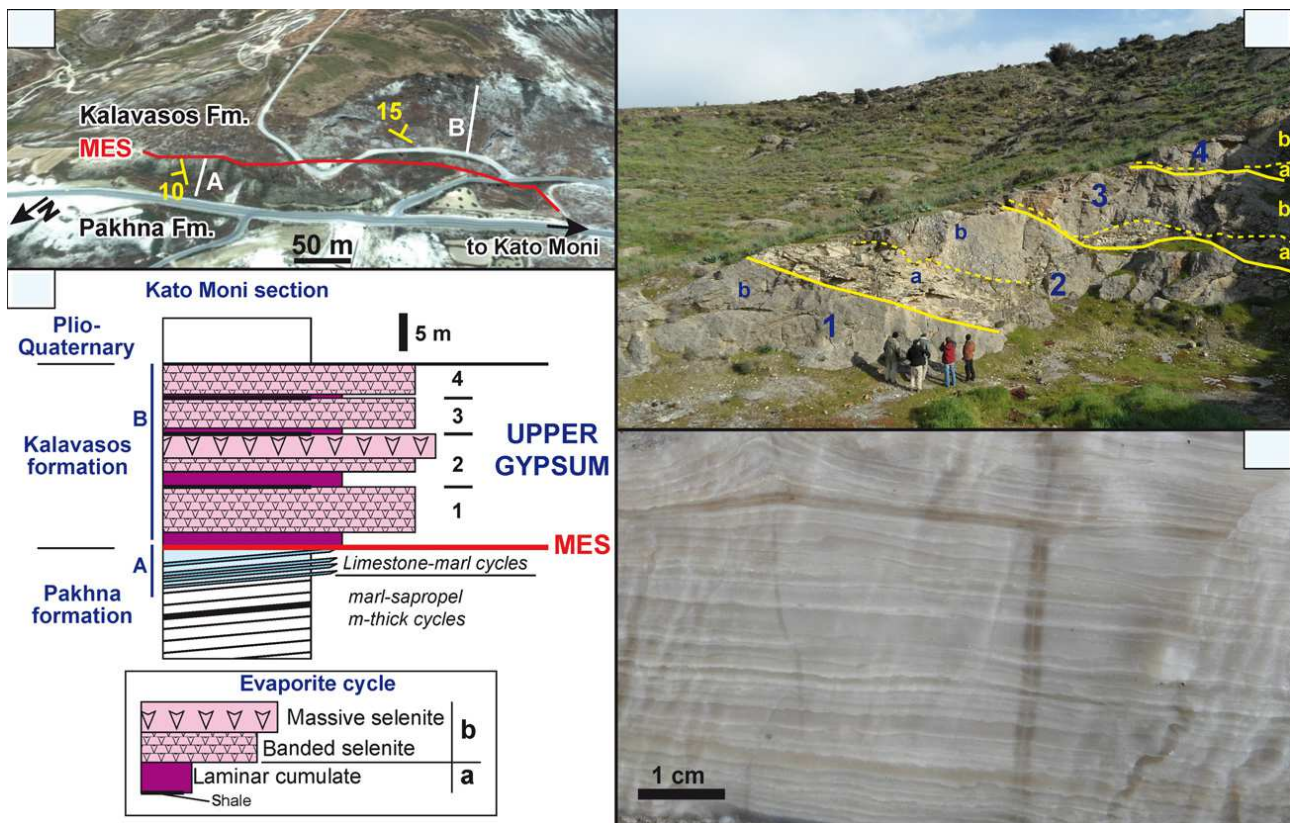 Kalavasos Fm.
MES
15
B
10
A
N
Pakhna Fm.
50 m
to Kato Moni
Kato Moni section
Plio-
Quaternary
5 m
4
B
3
Kalavasos
formation
UPPER
GYPSUM
2
1
MES
A
Limestone-marl cycles
Pakhna
formation
marl-sapropel
m-thick cycles
Evaporite cycle
Massive selenite
b
Banded selenite
Laminar cumulate
a
Shale
4
b
a
3
b
b
a
a
2
b
1
1 cm